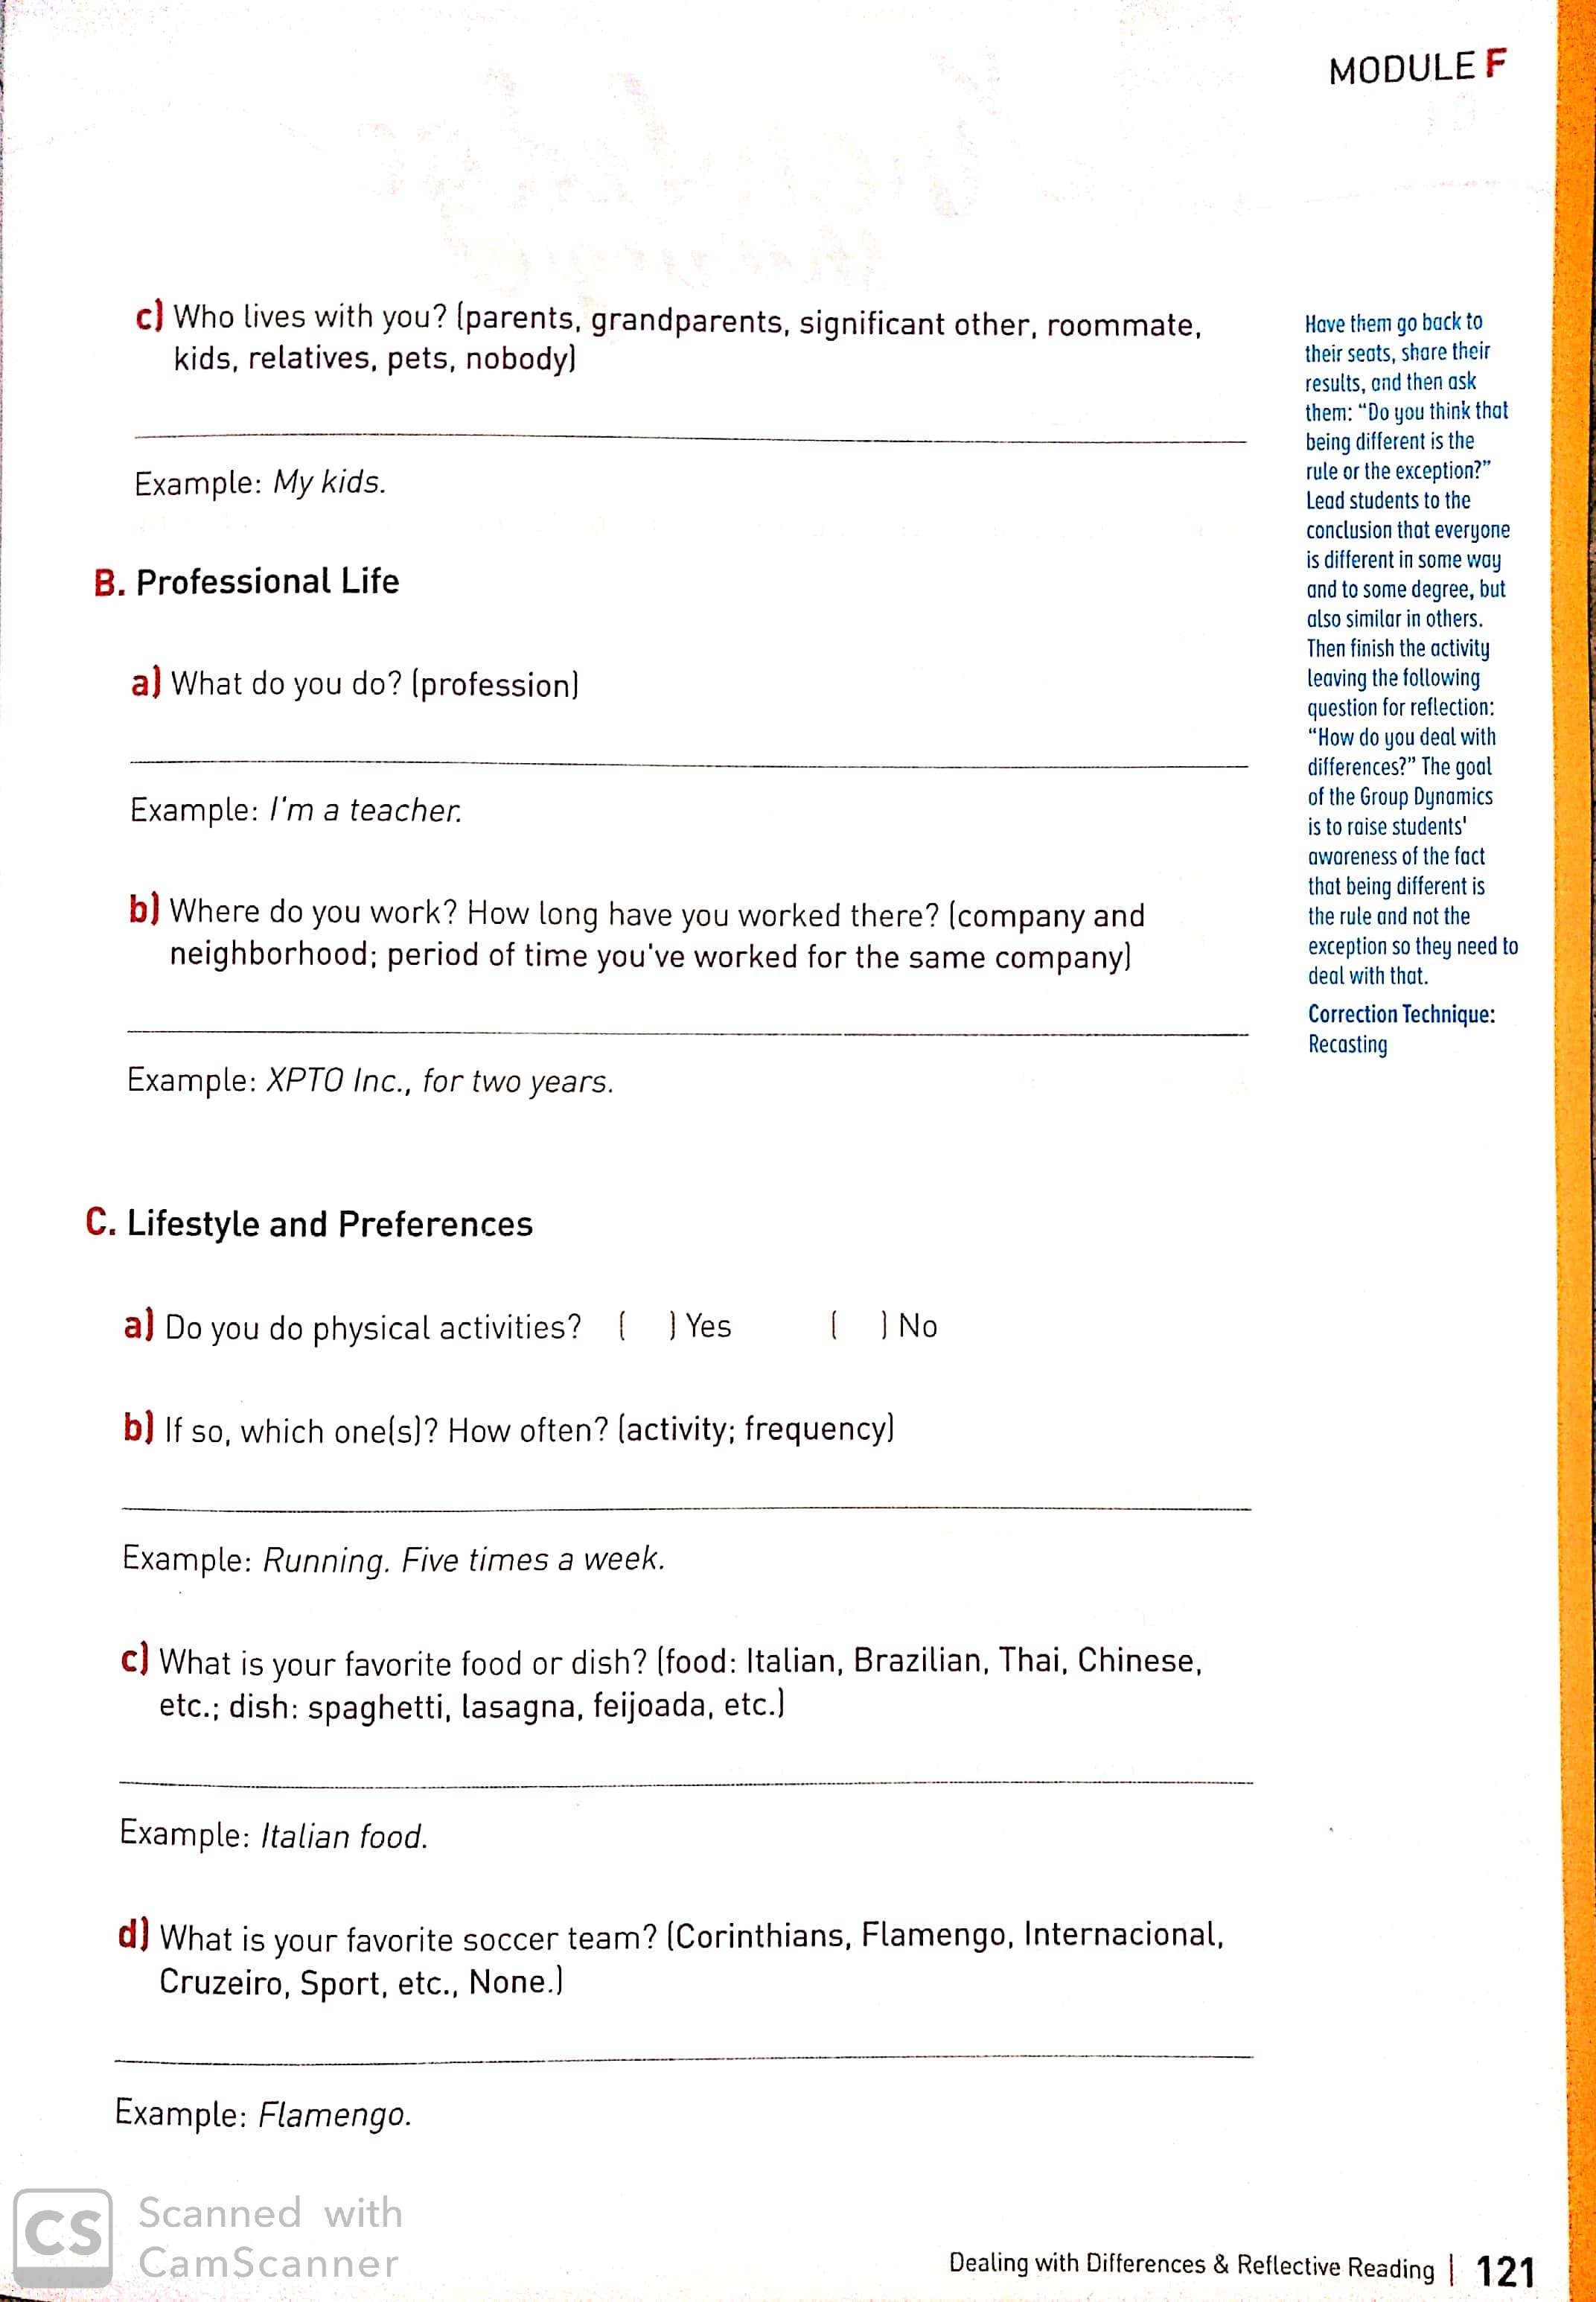 MODULE F
c) Who lives with you? (parents, grandparents, significant other, roommate,
kids, relatives, pets, nobody)
Example: My kids.
B. Professional Life
a) What do you do? (profession)
Example: I'm a teacher.
b) Where do you work? How long have you worked there? (company and
neighborhood; period of time you've worked for the same company)
Example: XPTO Inc., for two years.
C. Lifestyle and Preferences
a) Do you do physical activities? ( ) Yes ( ) No
b) If so, which one(s)? How often? (activity; frequency)
Example: Running. Five times a week.
c) What is your favorite food or dish? (food: Italian, Brazilian, Thai, Chinese,
etc.; dish: spaghetti, lasagna, feijoada, etc.)
Example: Italian food.
d) What is your favorite soccer team? (Corinthians, Flamengo, Internacional,
Cruzeiro, Sport, etc., None.)
Example: Flamengo.
Have them go back to
their seats, share their
results, and then ask
them: “Do you think that
being different is the
rule or the exception?”
Lead students to the
conclusion that everyone
is different in some way
and to some degree, but
also similar in others.
Then finish the activity
leaving the following
question for reflection:
“How do you deal with
differences?” The goal
of the Group Dynamics
is to raise students'
awareness of the fact
that being different is
the rule and not the
exception so they need to
deal with that.
Correction Technique:
Recasting
CS
Scanned with
CamScanner
Dealing with Differences & Reflective Reading | 121